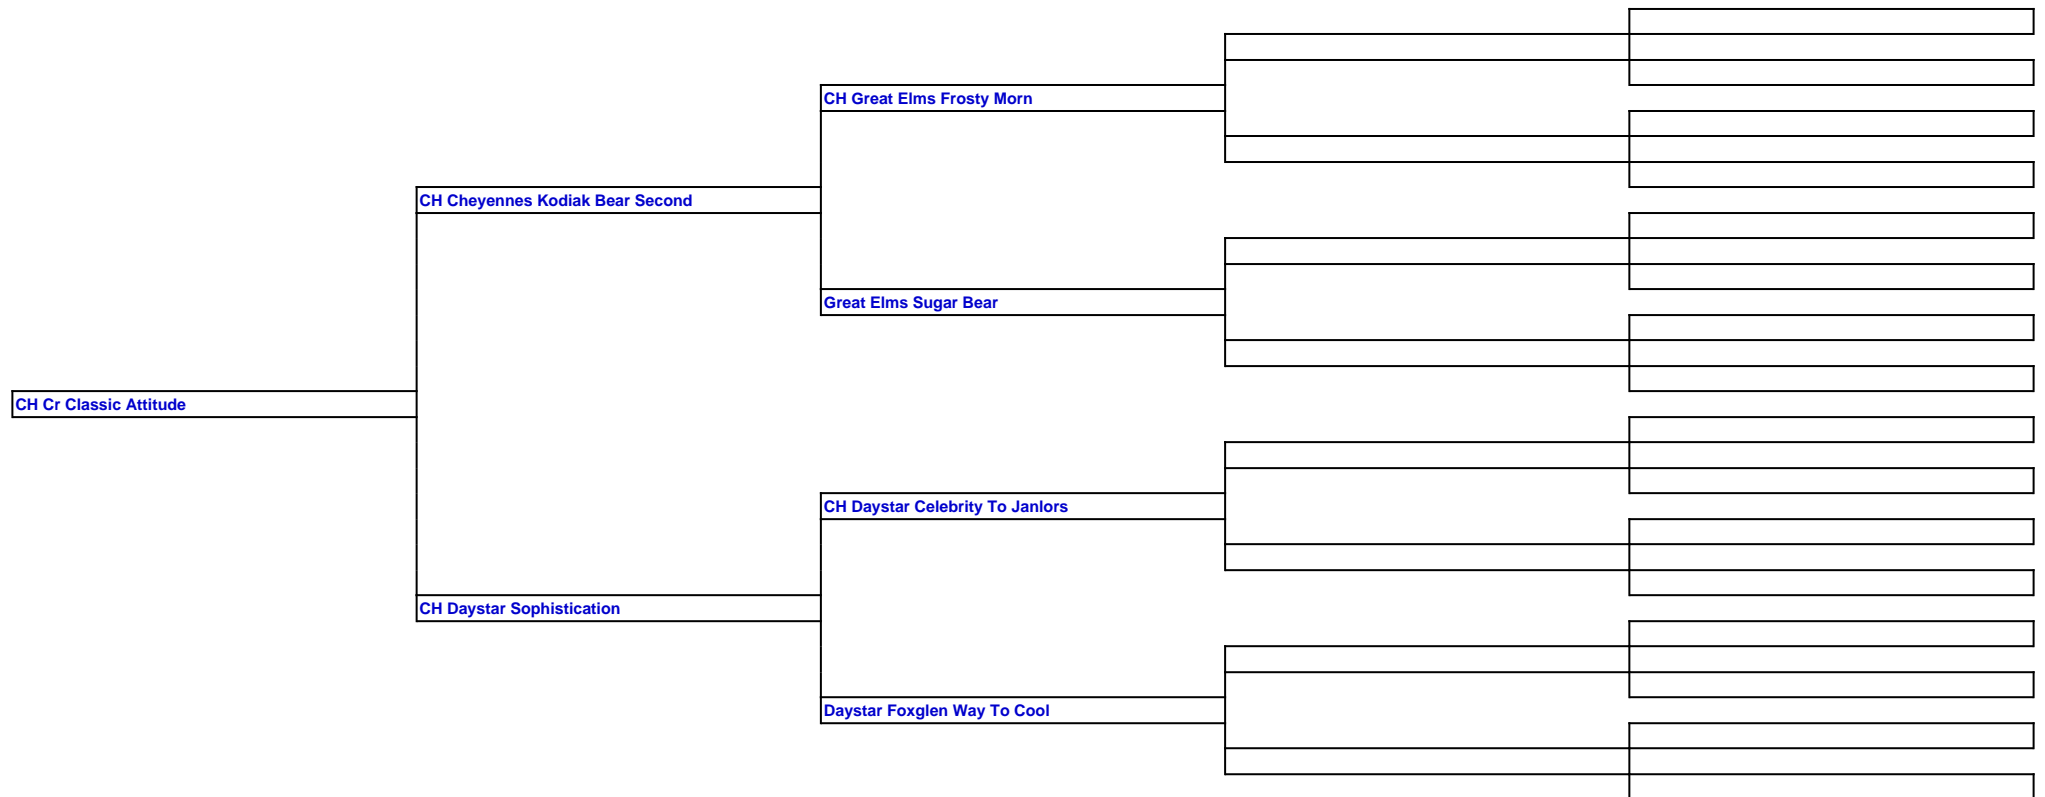 CH Great Elms Frosty Morn
CH Cheyennes Kodiak Bear Second
Great Elms Sugar Bear
CH Cr Classic Attitude
CH Daystar Celebrity To Janlors
CH Daystar Sophistication
Daystar Foxglen Way To Cool